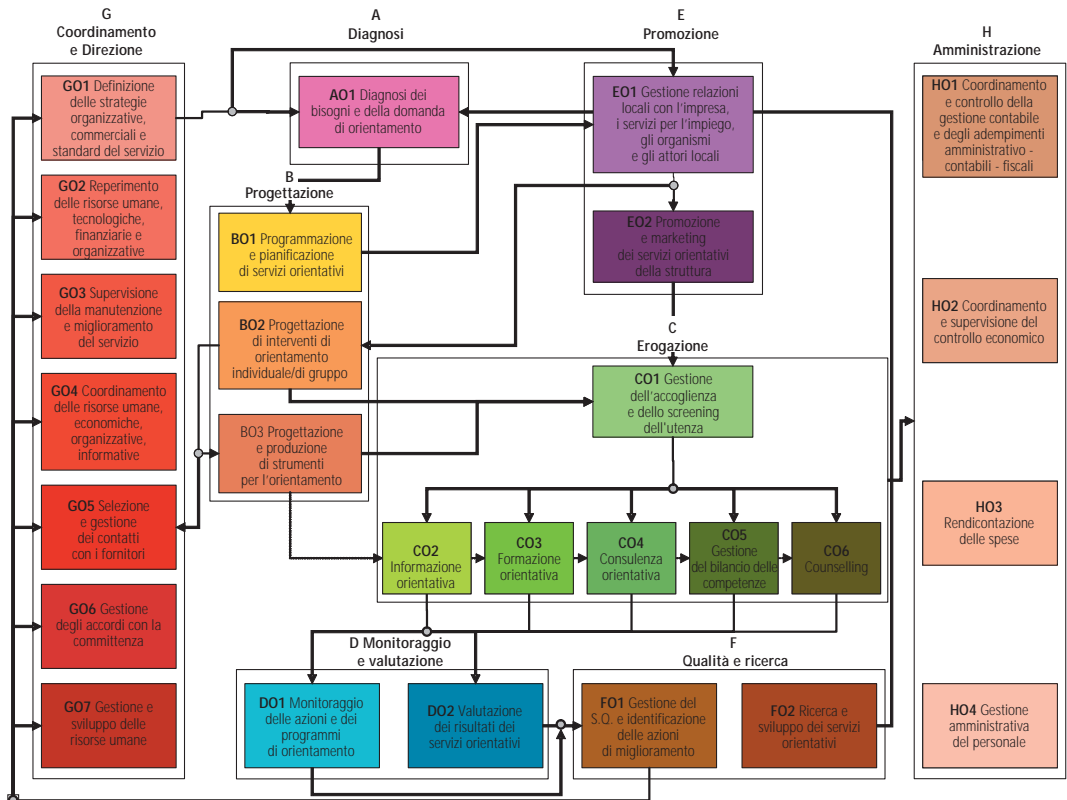 G
Coordinamento
e Direzione
GO1 Definizione
delle strategie
organizzative,
commerciali e
standard del servizio
GO2 Reperimento
delle risorse umane,
tecnologiche,
finanziarie e
organizzative
GO3 Supervisione
della manutenzione
e miglioramento
del servizio
GO4 Coordinamento
delle risorse umane,
economiche,
organizzative,
informative
GO5 Selezione
e gestione
dei contatti
con i fornitori
GO6 Gestione
degli accordi con la
committenza
GO7 Gestione e
sviluppo delle
risorse umane
A
Diagnosi
AO1 Diagnosi dei
bisogni e della domanda
di orientamento
B
Progettazione
BO1 Programmazione
e pianificazione
di servizi orientativi
BO2 Progettazione
di interventi di
orientamento
individuale/di gruppo
BO3 Progettazione
e produzione
di strumenti
per l'orientamento
E
Promozione
EO1 Gestione relazioni
locali con l'impresa,
i servizi per l'impiego,
gli organismi
e gli attori locali
EO2 Promozione
e marketing
dei servizi orientativi
della struttura
C
Erogazione
CO1 Gestione
dell'accoglienza
e dello screening
dell'utenza
CO2
Informazione
orientativa
CO3
Formazione
orientativa
CO4
Consulenza
orientativa
CO5
Gestione
del bilancio delle
competenze
CO6
Counselling
D Monitoraggio
e valutazione
DO1 Monitoraggio
delle azioni e dei
programmi
di orientamento
DO2 Valutazione
dei risultati dei
servizi orientativi
F
Qualità e ricerca
FO1 Gestione del
S.Q. e identificazione
delle azioni
di miglioramento
FO2 Ricerca e
sviluppo dei servizi
orientativi
H
Amministrazione
HO1 Coordinamento
e controllo della
gestione contabile
e degli adempimenti
amministrativo -
contabili - fiscali
HO2 Coordinamento
e supervisione del
controllo economico
HO3
Rendicontazione
delle spese
HO4 Gestione
amministrativa
del personale